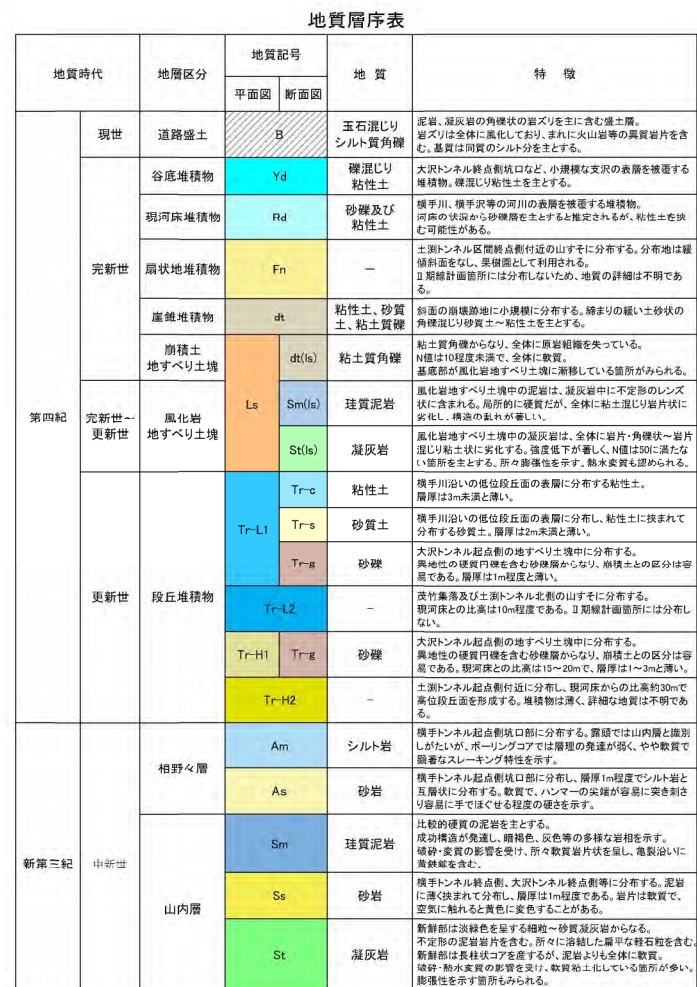 地質層序表
地質時代
地層区分
地質記号
平面図
断面図
地 質
特 徴
第四紀
現世
道路盛土
B
玉石混じり
シルト質角礫
泥岩、凝灰岩の角礫状の岩ズリを主に含む盛土層。
岩ズリは全体に風化しており、まれに火山岩等の異質岩片を含
む。基質は同質のシルト分を主とする。
完新世
谷底堆積物
Yd
礫混じり
粘性土
大沢トンネル終点側坑口など、小規模な支沢の表層を被覆する
堆積物。礫混じり粘性土を主とする。
現河床堆積物
Rd
砂礫及び
粘性土
横手川、横手沢等の河川の表層を被覆する堆積物。
河床の状況から砂礫層を主とすると推定されるが、粘性土を挟
む可能性がある。
扇状地堆積物
Fn
－
土渕トンネル区間終点側付近の山すそに分布する。分布地は緩
傾斜面をなし、果樹園として利用される。
Ⅱ期線計画箇所には分布しないため、地質の詳細は不明であ
る。
崖錐堆積物
dt
粘性土、砂質
土、粘土質礫
斜面の崩壊跡地に小規模に分布する。締まりの緩い土砂状の
角礫混じり砂質土～粘性土を主とする。
崩積土
地すべり土塊
Ls
dt(ls)
粘土質角礫
粘土質角礫からなり、全体に原岩組織を失っている。
N値は10程度未満で、全体に軟質。
基底部が風化岩地すべり土塊に漸移している箇所がみられる。
完新世～
更新世
風化岩
地すべり土塊
Sm(ls)
珪質泥岩
風化岩地すべり土塊中の泥岩は、凝灰岩中に不定形のレンズ
状に含まれる。局所的に硬質だが、全体に粘土混じり岩片状に
劣化し、構造の乱れが著しい。
St(ls)
凝灰岩
風化岩地すべり土塊中の凝灰岩は、全体に岩片・角礫状～岩片
混じり粘土状に劣化する。強度低下が著しく、N値は50に満たな
い箇所を主とする。所々膨張性を示す。熱水変質も認められる。
更新世
段丘堆積物
Tr-L1
Tr-c
粘性土
横手川沿いの低位段丘面の表層に分布する粘性土。
層厚は3m未満と薄い。
Tr-s
砂質土
横手川沿いの低位段丘面の表層に分布し、粘性土に挟まれて
分布する砂質土。層厚は2m未満と薄い。
Tr-g
砂礫
大沢トンネル起点側の地すべり土塊中に分布する。
異地性の硬質円礫を含む砂礫層からなり、崩積土との区分は容
易である。層厚は1m程度と薄い。
Tr-L2
－
茂竹集落及び土渕トンネル北側の山すそに分布する。
現河床との比高は10m程度である。Ⅱ期線計画箇所には分布し
ない。
Tr-H1
Tr-g
砂礫
大沢トンネル起点側の地すべり土塊中に分布する。
異地性の硬質円礫を含む砂礫層からなり、崩積土との区分は容
易である。現河床との比高は15～20mで、層厚は1～3mと薄い。
Tr-H2
－
土渕トンネル起点側付近に分布し、現河床からの比高約30mで
高位段丘面を形成する。堆積物は薄く、詳細な地質は不明であ
る。
新第三紀
中新世
相野々層
Am
シルト岩
横手トンネル起点側坑口部に分布する。露頭では山内層と識別
しがたいが、ボーリングコアでは層理の発達が弱く、やや軟質で
顕著なスレーキング特性を示す。
As
砂岩
横手トンネル起点側坑口部に分布し、層厚1m程度でシルト岩と
互層状に分布する。軟質で、ハンマーの尖端が容易に突き刺さ
り容易に手でほぐせる程度の硬さを示す。
山内層
Sm
珪質泥岩
比較的硬質の泥岩を主とする。
成功構造が発達し、暗褐色、灰色等の多様な岩相を示す。
破砕・変質の影響を受け、所々軟質岩片状を呈し、亀裂沿いに
黄鉄鉱を含む。
Ss
砂岩
横手トンネル終点側、大沢トンネル終点側等に分布する。泥岩
に薄く挟まれて分布し、層厚は1m程度である。岩片は軟質で、
空気に触れると黄色に変色することがある。
St
凝灰岩
新鮮部は淡緑色を呈する細粒～砂質凝灰岩からなる。
不定形の泥岩岩片を含む。所々に溶結した扁平な軽石粒を含む。
新鮮部は長柱状コアを産するが、泥岩よりも全体に軟質。
破砕・熱水変質の影響を受け、軟質粘土化している箇所が多い。
膨張性を示す箇所もみられる。